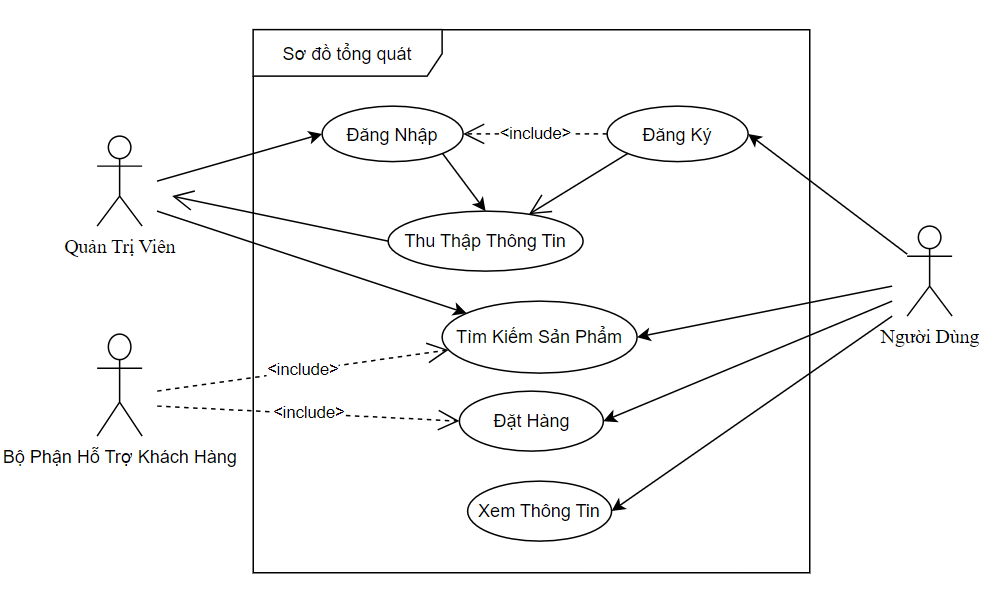 Sơ đồ tổng quát
Đăng Nhập
<include>
Đăng Ký
Thu Thập Thông Tin
Quản Trị Viên
Tìm Kiếm Sản Phẩm
Người Dùng
<include>
<include>
Đặt Hàng
Bộ Phận Hỗ Trợ Khách Hàng
Xem Thông Tin